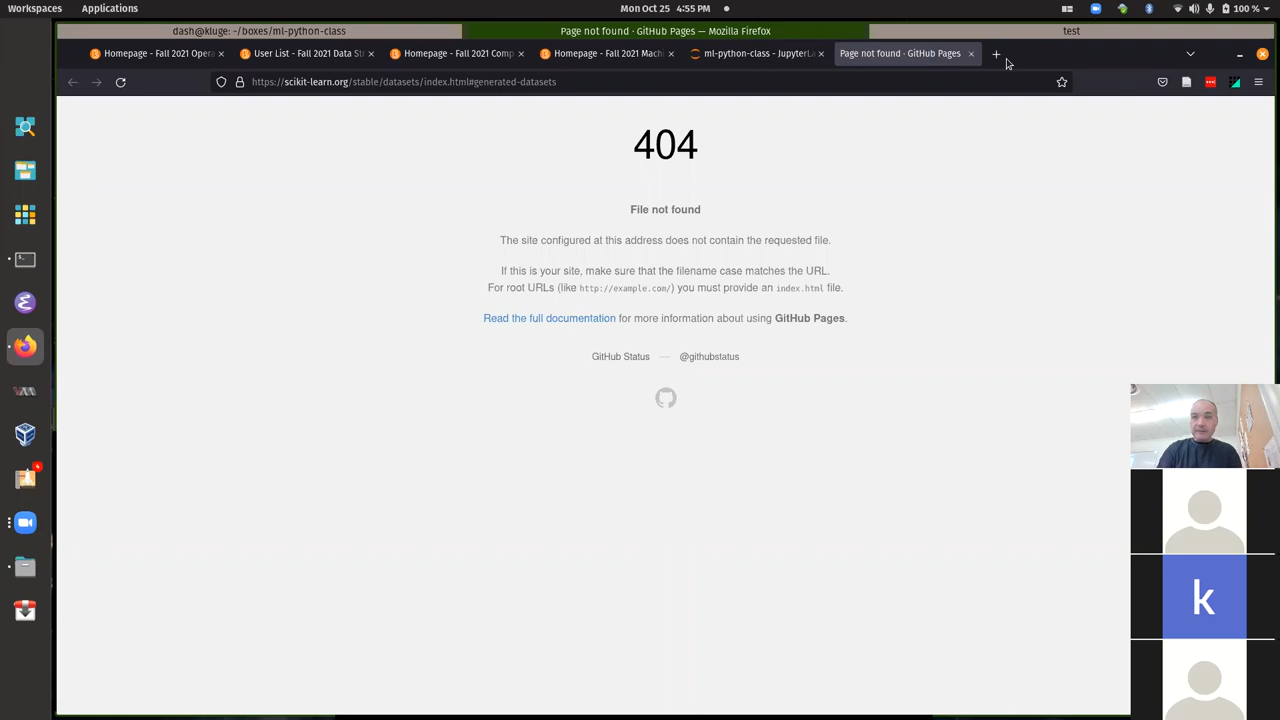 Workspaces
Applications
Mon Oct 25 4:55 PM
100 %
dash@kluge: ~/boxes/ml-python-class
Page not found · GitHub Pages — Mozilla Firefox
test
Homepage - Fall 2021 Opera
User List - Fall 2021 Data Str
Homepage - Fall 2021 Comp
Homepage - Fall 2021 Machi
ml-python-class - JupyterLa
Page not found · GitHub Pages
https://scikit-learn.org/stable/datasets/index.html#generated-datasets
404
File not found
The site configured at this address does not contain the requested file.
If this is your site, make sure that the filename case matches the URL.
For root URLs (like http://example.com/) you must provide an index.html file.
Read the full documentation for more information about using GitHub Pages.
GitHub Status — @githubstatus
k